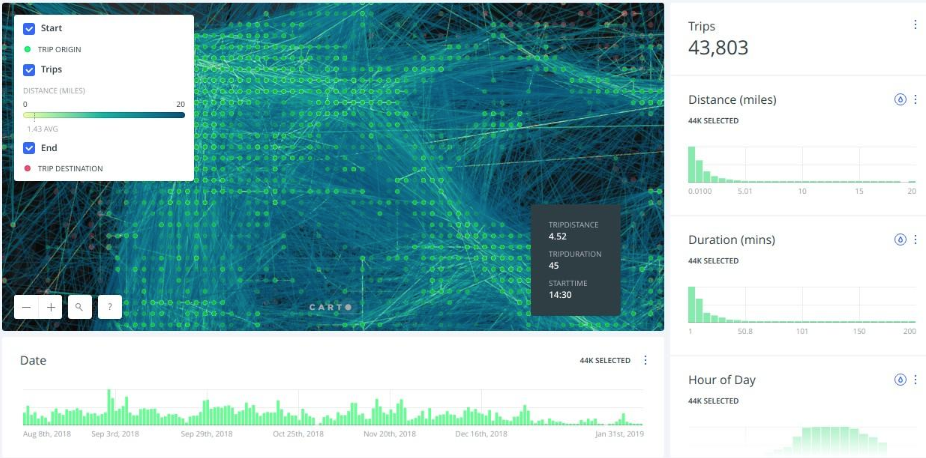 Start
TRIP ORIGIN
Trips
DISTANCE (MILES)
0 20
1.43 AVG
End
TRIP DESTINATION
TRIPDISTANCE
4.52
TRIPDURATION
45
STARTTIME
14:30
− + ?
CARTO
Date
44K SELECTED
Aug 8th, 2018 Sep 3rd, 2018 Sep 29th, 2018 Oct 25th, 2018 Nov 20th, 2018 Dec 16th, 2018 Jan 31st, 2019
Trips
43,803
Distance (miles)
44K SELECTED
0.0100 5.01 10 15 20
Duration (mins)
44K SELECTED
1 50.8 101 150 200
Hour of Day
44K SELECTED